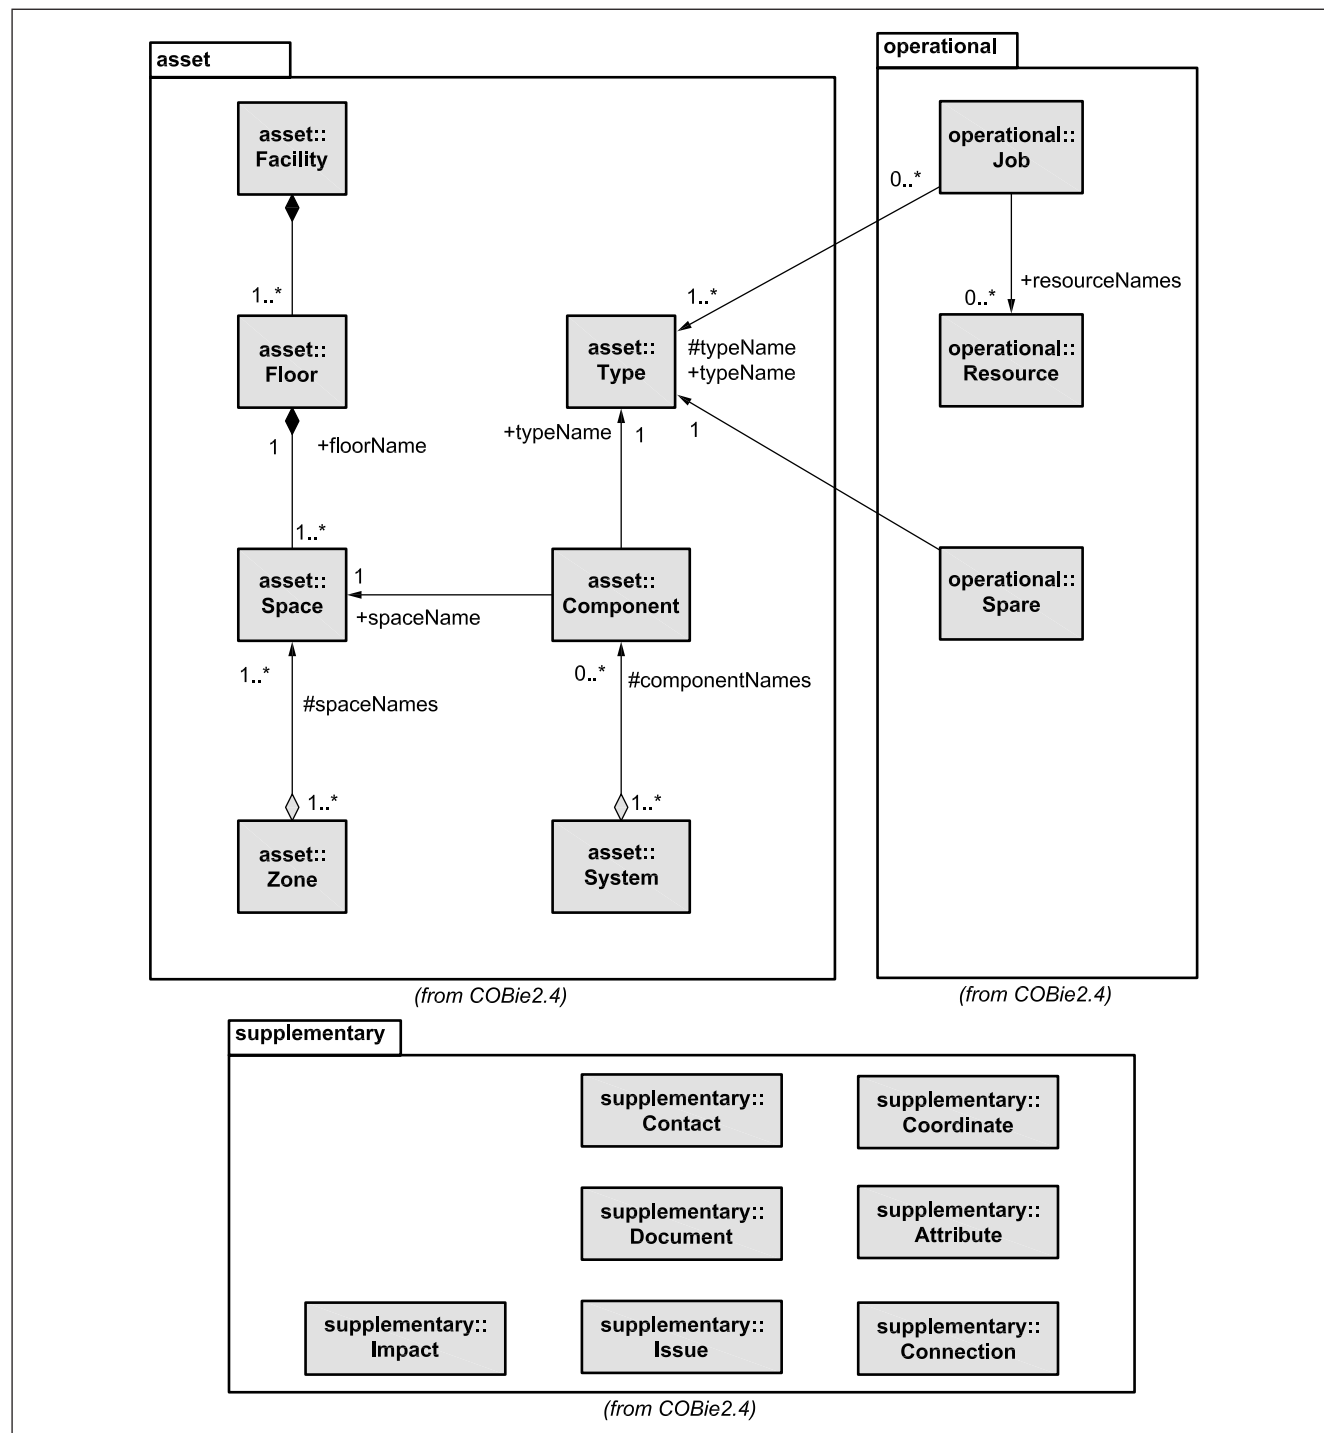 asset
asset::
Facility
1..*
asset::
Floor
1
+floorName
1..*
asset::
Space
1
+spaceName
1..*
#spaceNames
1..*
asset::
Zone
asset::
Type
1..*
#typeName
+typeName
1
+typeName
1
asset::
Component
0..*
#componentNames
1..*
asset::
System
(from COBie2.4)
operational
operational::
Job
0..*
+resourceNames
0..*
operational::
Resource
operational::
Spare
(from COBie2.4)
supplementary
supplementary::
Contact
supplementary::
Coordinate
supplementary::
Document
supplementary::
Attribute
supplementary::
Impact
supplementary::
Issue
supplementary::
Connection
(from COBie2.4)